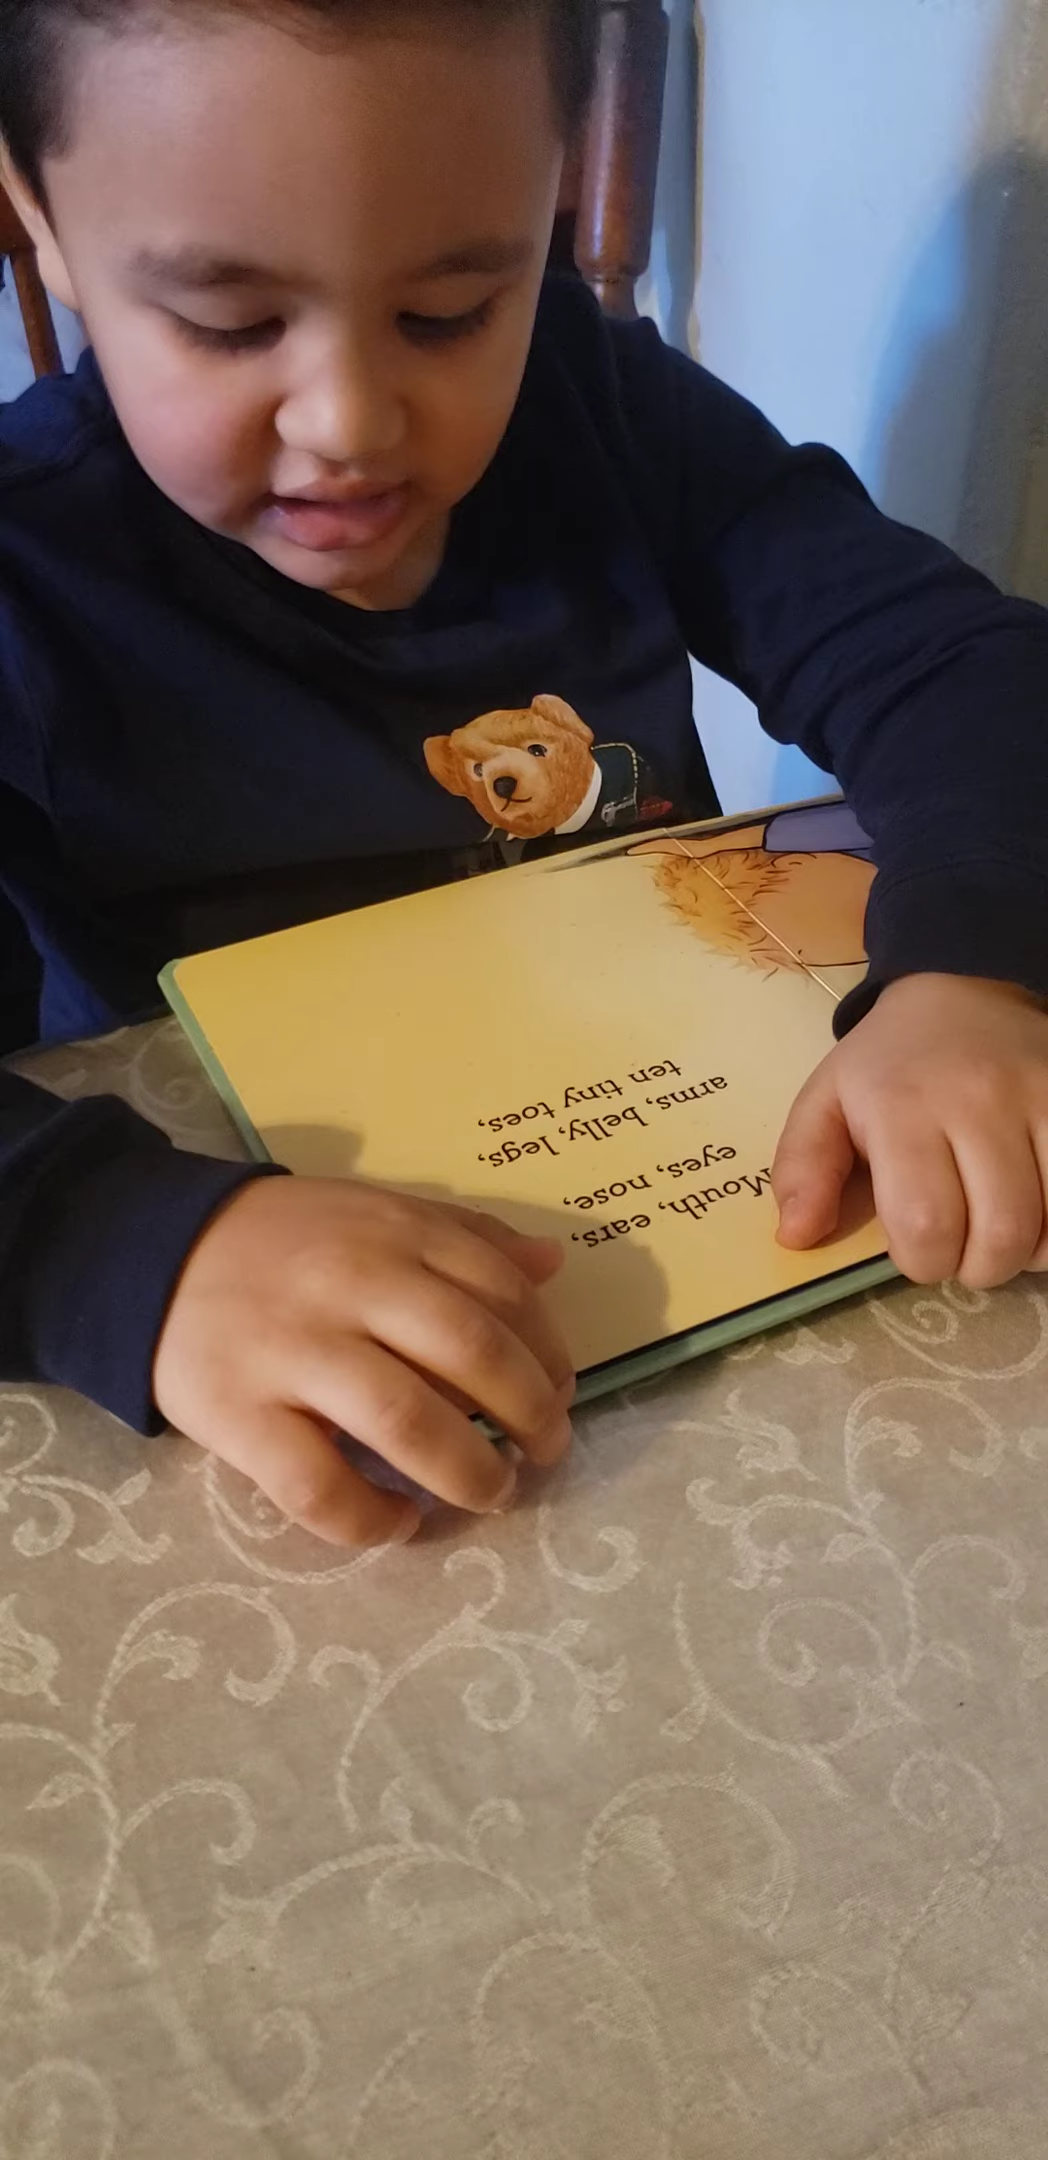 Mouth, ears,
eyes, nose,
arms, belly, legs,
ten tiny toes,